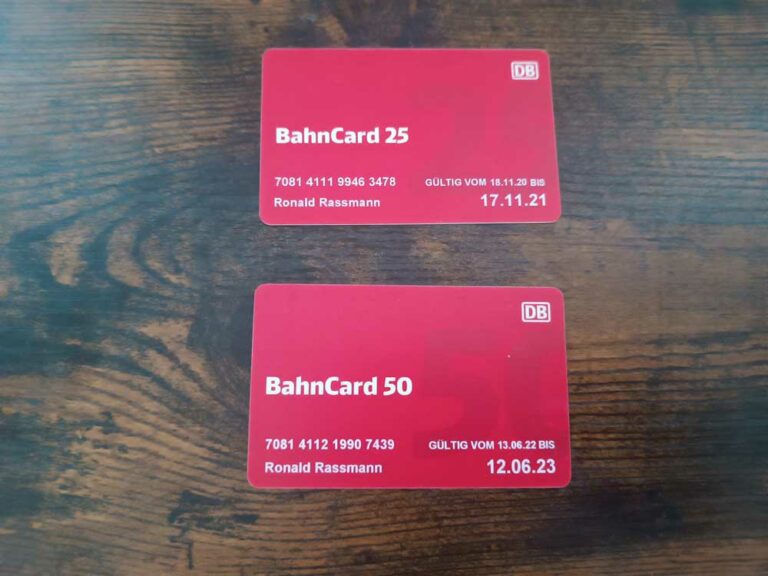 DB
BahnCard 25
7081 4111 9946 3478 GÜLTIG VOM 18.11.20 BIS
Ronald Rassmann 17.11.21
DB
50
BahnCard 50
7081 4112 1990 7439 GÜLTIG VOM 13.06.22 BIS
Ronald Rassmann 12.06.23